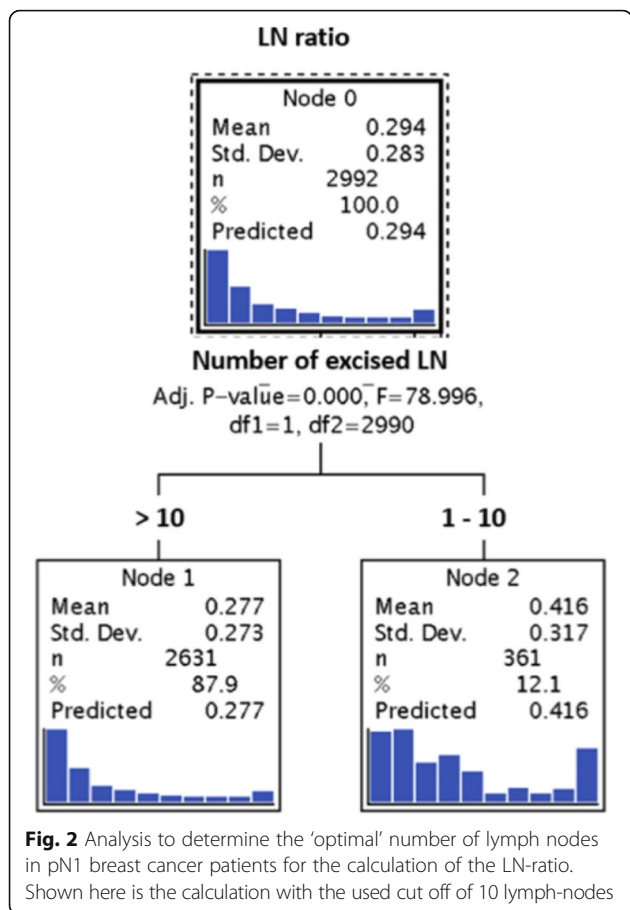 LN ratio
Node 0
Mean 0.294
Std. Dev. 0.283
n 2992
% 100.0
Predicted 0.294
Number of excised LN
Adj. P-value=0.000, F=78.996,
df1=1, df2=2990
> 10
1 - 10
Node 1
Mean 0.277
Std. Dev. 0.273
n 2631
% 87.9
Predicted 0.277
Node 2
Mean 0.416
Std. Dev. 0.317
n 361
% 12.1
Predicted 0.416
Fig. 2 Analysis to determine the ‘optimal’ number of lymph nodes
in pN1 breast cancer patients for the calculation of the LN-ratio.
Shown here is the calculation with the used cut off of 10 lymph-nodes